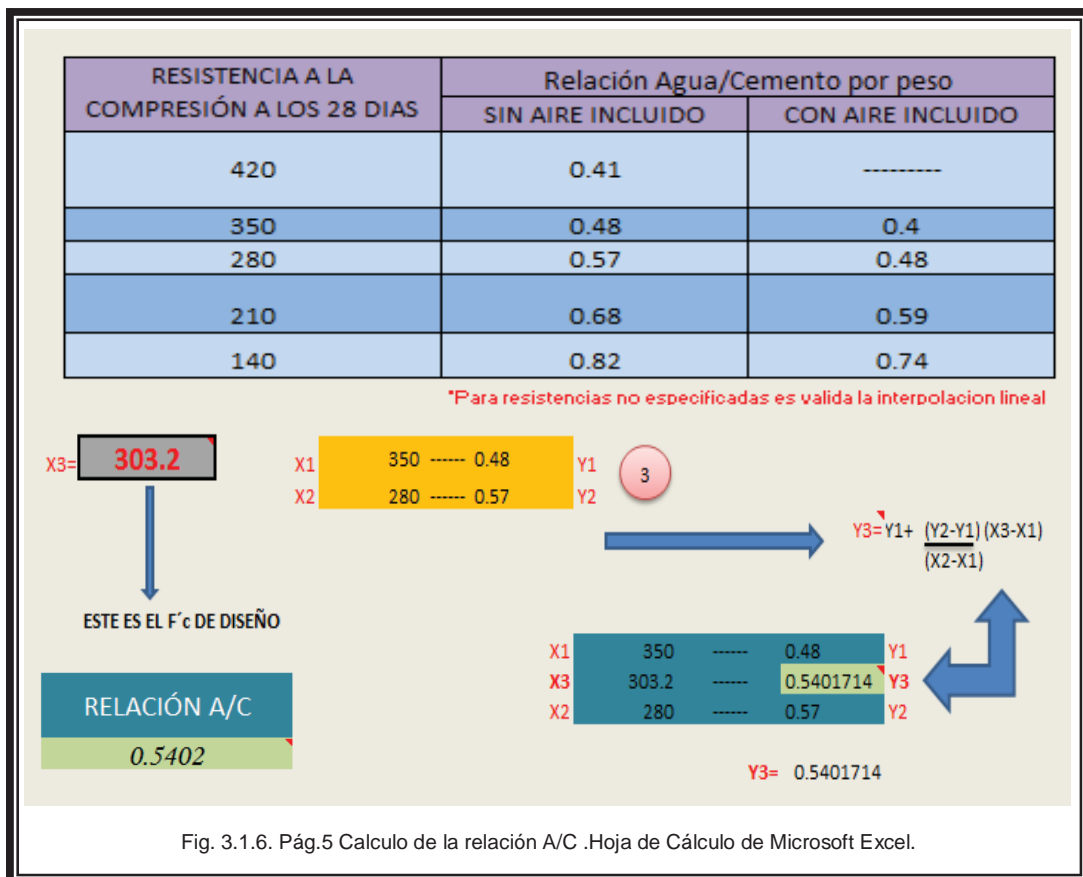 RESISTENCIA A LA
COMPRESIÓN A LOS 28 DIAS
Relación Agua/Cemento por peso
SIN AIRE INCLUIDO CON AIRE INCLUIDO
420 0.41 ---------
350 0.48 0.4
280 0.57 0.48
210 0.68 0.59
140 0.82 0.74
*Para resistencias no especificadas es valida la interpolacion lineal
X3= 303.2
X1 350 ------ 0.48 Y1
X2 280 ------ 0.57 Y2
3
Y3=Y1+ (Y2-Y1)(X3-X1)
(X2-X1)
ESTE ES EL F´c DE DISEÑO
X1 350 ------ 0.48 Y1
X3 303.2 ------ 0.5401714 Y3
X2 280 ------ 0.57 Y2
RELACIÓN A/C
0.5402
Y3= 0.5401714
Fig. 3.1.6. Pág.5 Calculo de la relación A/C .Hoja de Cálculo de Microsoft Excel.